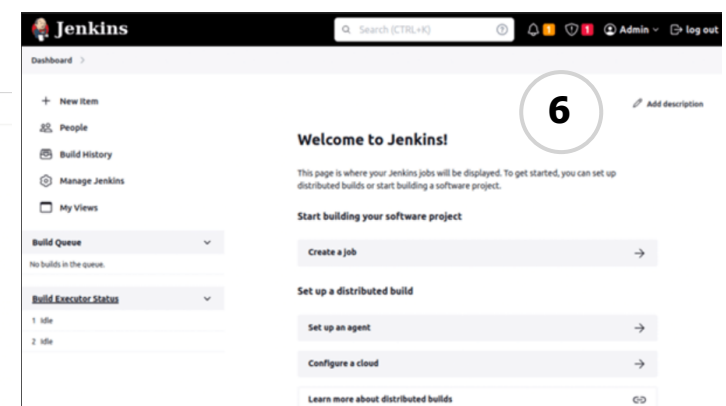 Jenkins
Search (CTRL+K)
1
1
Admin
log out
Dashboard
New Item
People
Build History
Manage Jenkins
My Views
Build Queue
No builds in the queue.
Build Executor Status
1 Idle
2 Idle
6
Add description
Welcome to Jenkins!
This page is where your Jenkins jobs will be displayed. To get started, you can set up
distributed builds or start building a software project.
Start building your software project
Create a job
Set up a distributed build
Set up an agent
Configure a cloud
Learn more about distributed builds